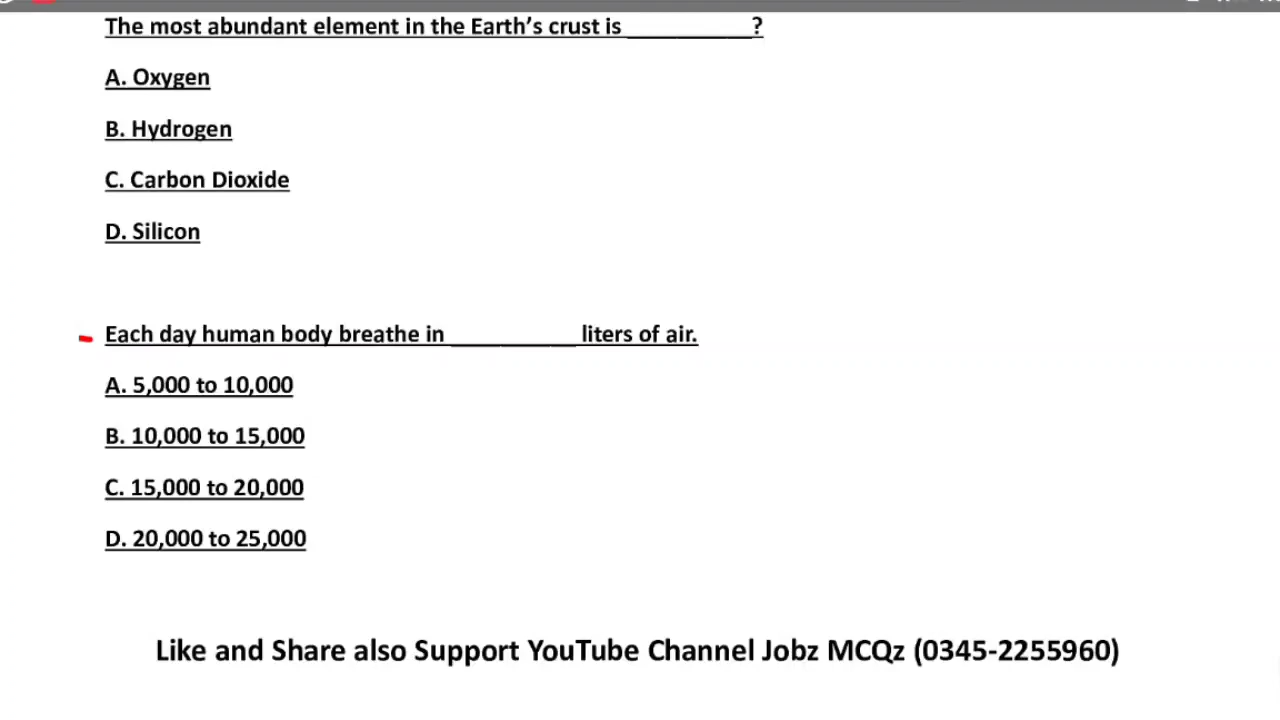 The most abundant element in the Earth’s crust is __________?
A. Oxygen
B. Hydrogen
C. Carbon Dioxide
D. Silicon
Each day human body breathe in __________ liters of air.
A. 5,000 to 10,000
B. 10,000 to 15,000
C. 15,000 to 20,000
D. 20,000 to 25,000
Like and Share also Support YouTube Channel Jobz MCQz (0345-2255960)